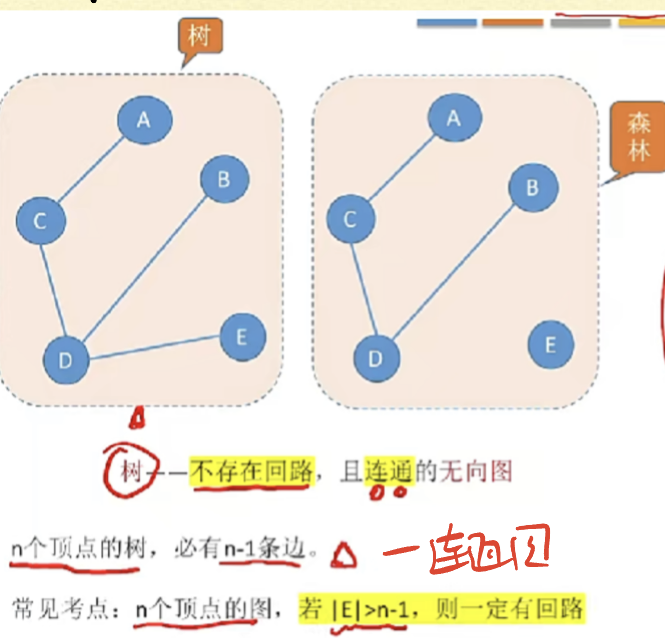 树
森
林
A
B
C
D
E
A
B
C
D
E
树——不存在回路，且连通的无向图
n个顶点的树，必有n-1条边。
常见考点：n个顶点的图，若 |E|>n-1，则一定有回路